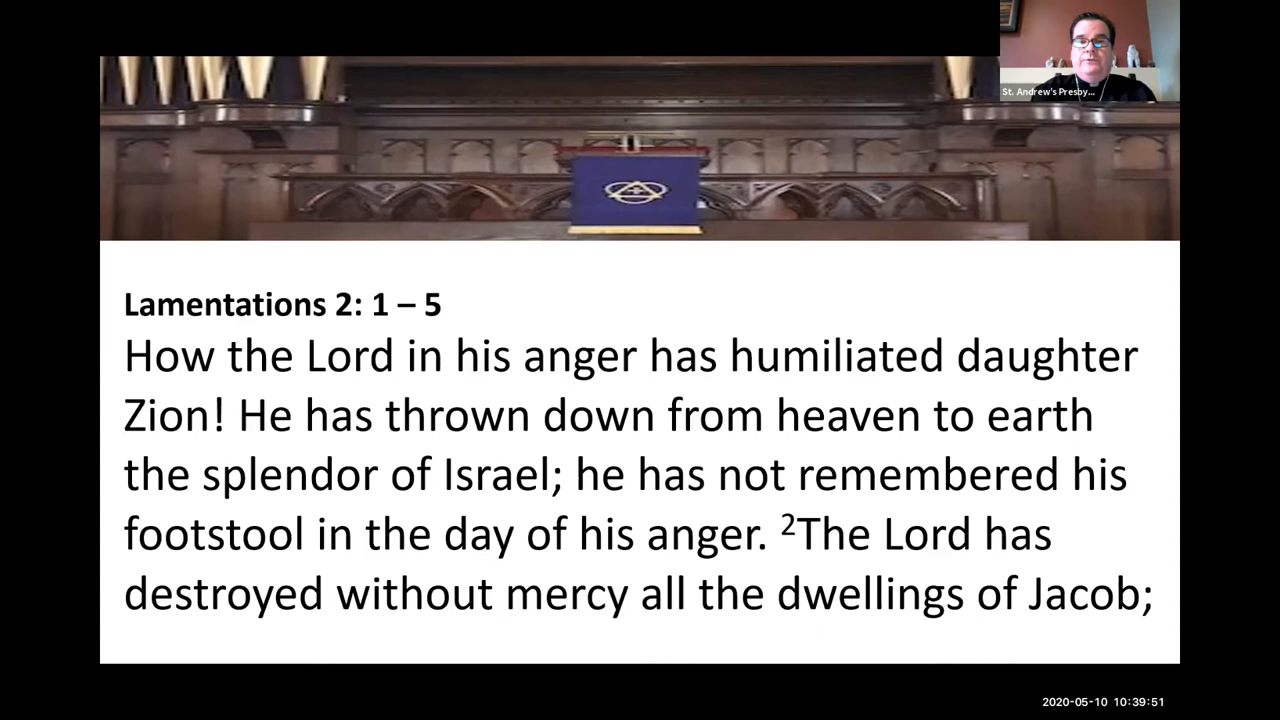 St. Andrew's Presby...
Lamentations 2: 1 – 5
How the Lord in his anger has humiliated daughter
Zion! He has thrown down from heaven to earth
the splendor of Israel; he has not remembered his
footstool in the day of his anger. ²The Lord has
destroyed without mercy all the dwellings of Jacob;
2020-05-10 10:39:51